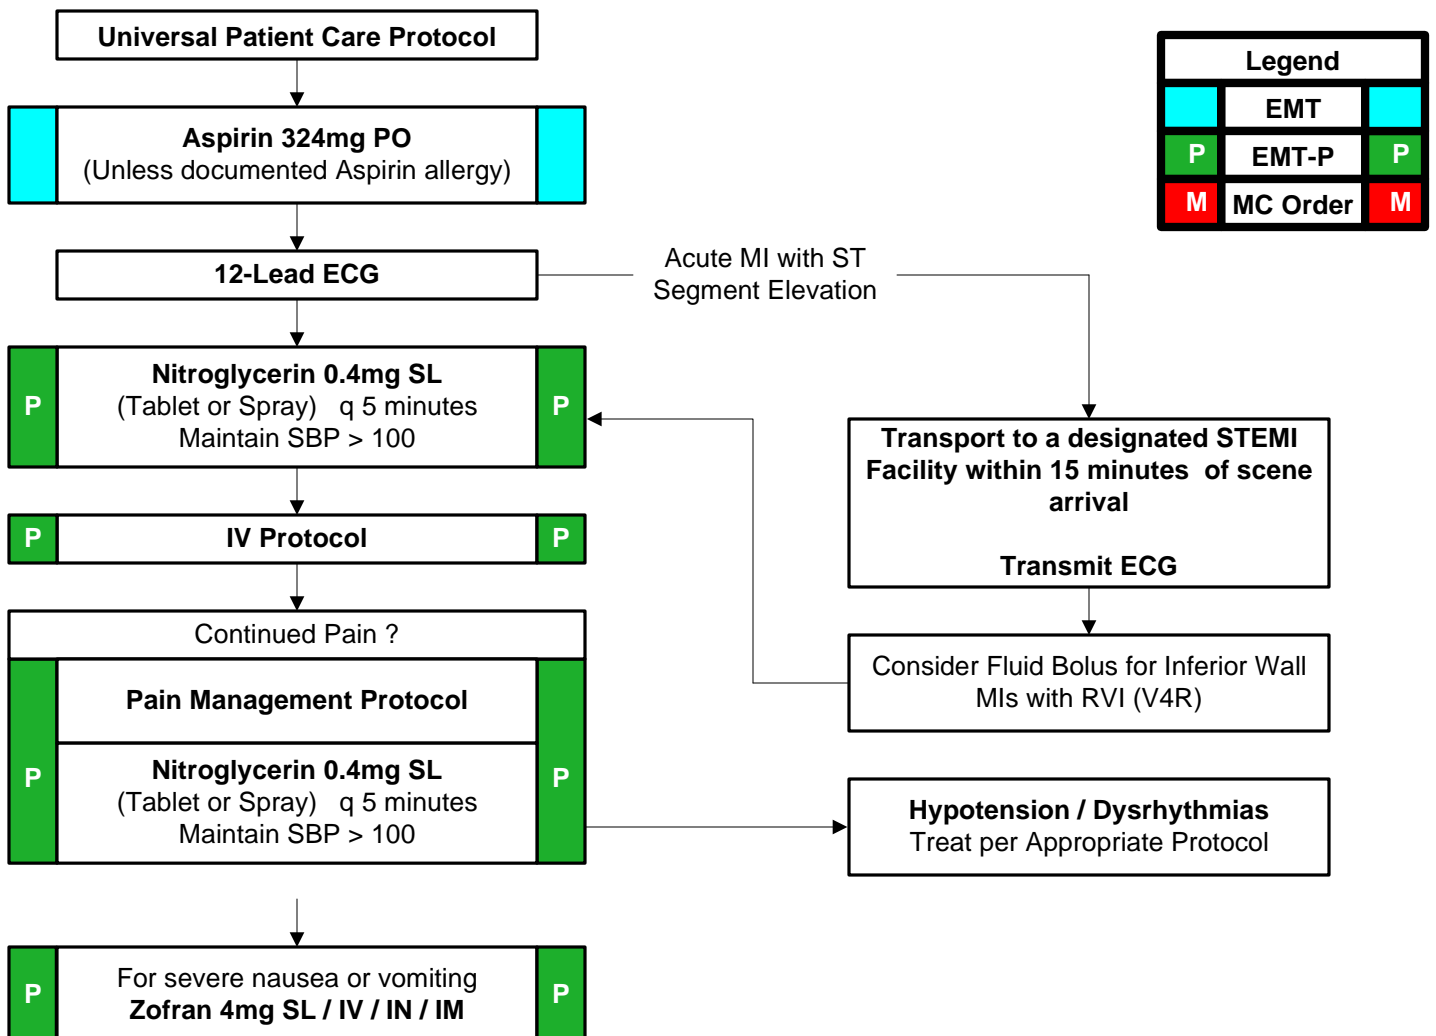 Universal Patient Care Protocol
Aspirin 324mg PO
(Unless documented Aspirin allergy)
12-Lead ECG
Acute MI with ST
Segment Elevation
P
Nitroglycerin 0.4mg SL
(Tablet or Spray) q 5 minutes
Maintain SBP > 100
P
P
IV Protocol
P
Continued Pain ?
Pain Management Protocol
P
Nitroglycerin 0.4mg SL
(Tablet or Spray) q 5 minutes
Maintain SBP > 100
P
P
For severe nausea or vomiting
Zofran 4mg SL / IV / IN / IM
P
Legend
EMT
P EMT-P P
M MC Order M
Transport to a designated STEMI
Facility within 15 minutes of scene
arrival
Transmit ECG
Consider Fluid Bolus for Inferior Wall
MIs with RVI (V4R)
Hypotension / Dysrhythmias
Treat per Appropriate Protocol